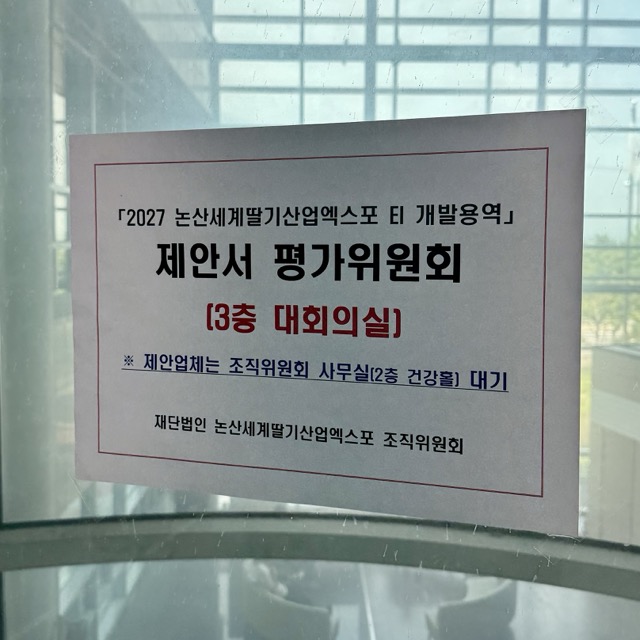 「2027 논산세계딸기산업엑스포 EI 개발용역」
제안서 평가위원회
(3층 대회의실)
※ 제안업체는 조직위원회 사무실(2층 건강홀) 대기
재단법인 논산세계딸기산업엑스포 조직위원회